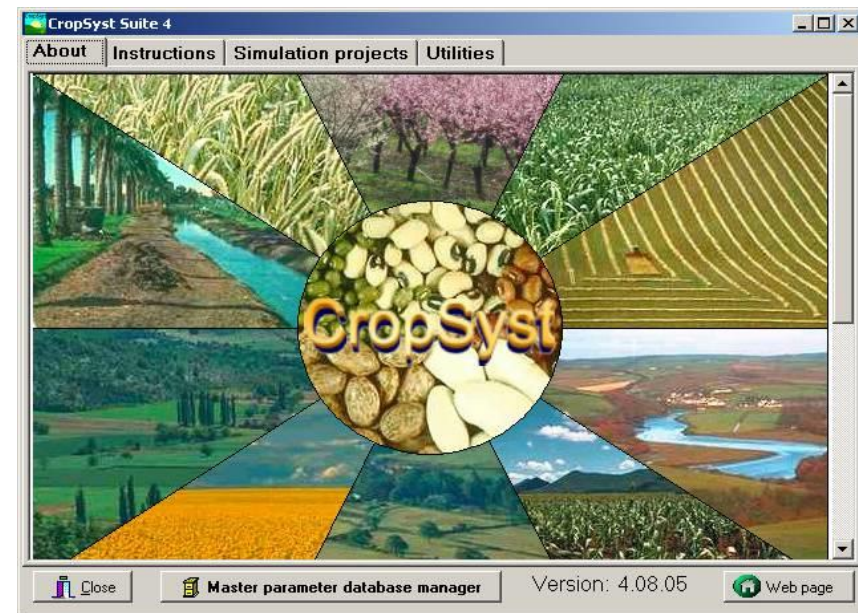 CropSyst Suite 4
About Instructions Simulation projects Utilities
CropSyst
Close Master parameter database manager Version: 4.08.05 Web page